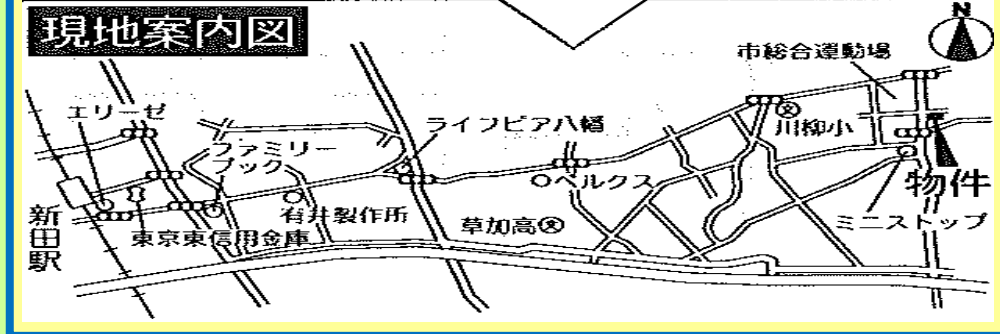 現地案内図
N
市総合運動場
エリーゼ
ライフピア八幡
川柳小
ファミリー
ブック
ベルクス
物件
有井製作所
草加高
ミニストップ
新田駅
東京東信用金庫